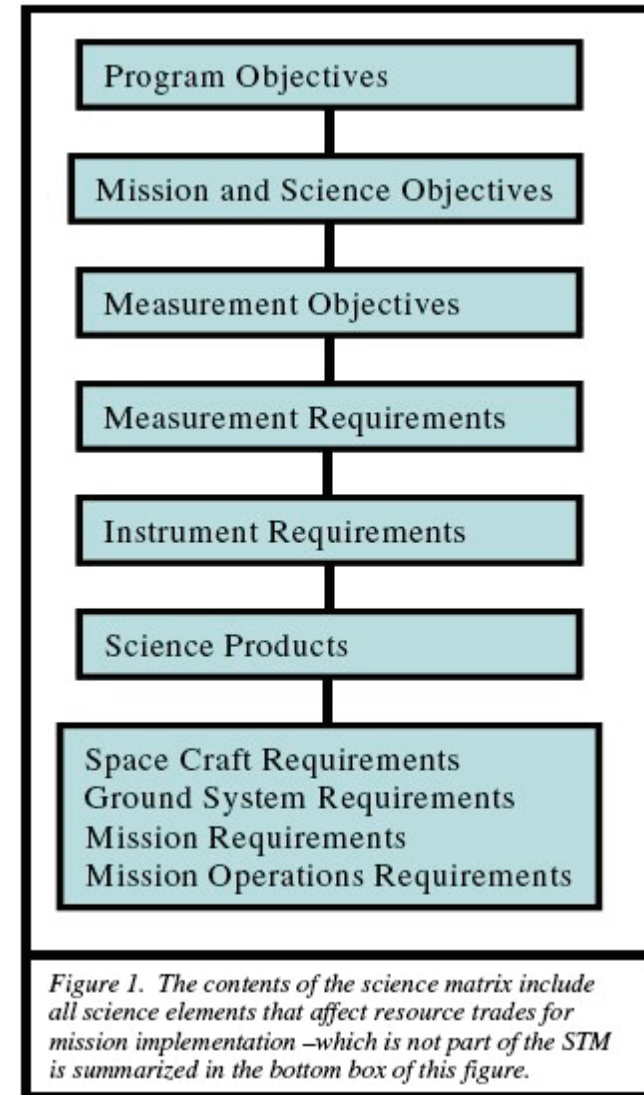 Program Objectives
Mission and Science Objectives
Measurement Objectives
Measurement Requirements
Instrument Requirements
Science Products
Space Craft Requirements
Ground System Requirements
Mission Requirements
Mission Operations Requirements
Figure 1. The contents of the science matrix include
all science elements that affect resource trades for
mission implementation –which is not part of the STM
is summarized in the bottom box of this figure.